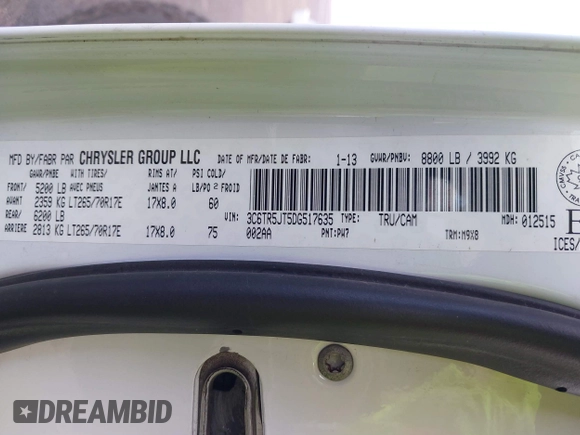 MFD BY/FABR PAR CHRYSLER GROUP LLC DATE OF MFR/DATE DE FABR: 1-13 GVWR/PNBV: 8800 LB / 3992 KG
GAWR/PNBE WITH TIRES/ RIMS AT/ PSI COLD/
FRONT/ 5200 LB AVEC PNEUS JANTES A LB/PO² FROID
AVANT 2359 KG LT265/70R17E 17X8.0 60
REAR/ 6200 LB VIN: 3C6TR5JT5DG517635 TYPE: TRU/CAM MDH: 012515
ARRIERE 2813 KG LT265/70R17E 17X8.0 75 002AA PNT:PW7 TRM:M9X8
ICES/
DREAMBID